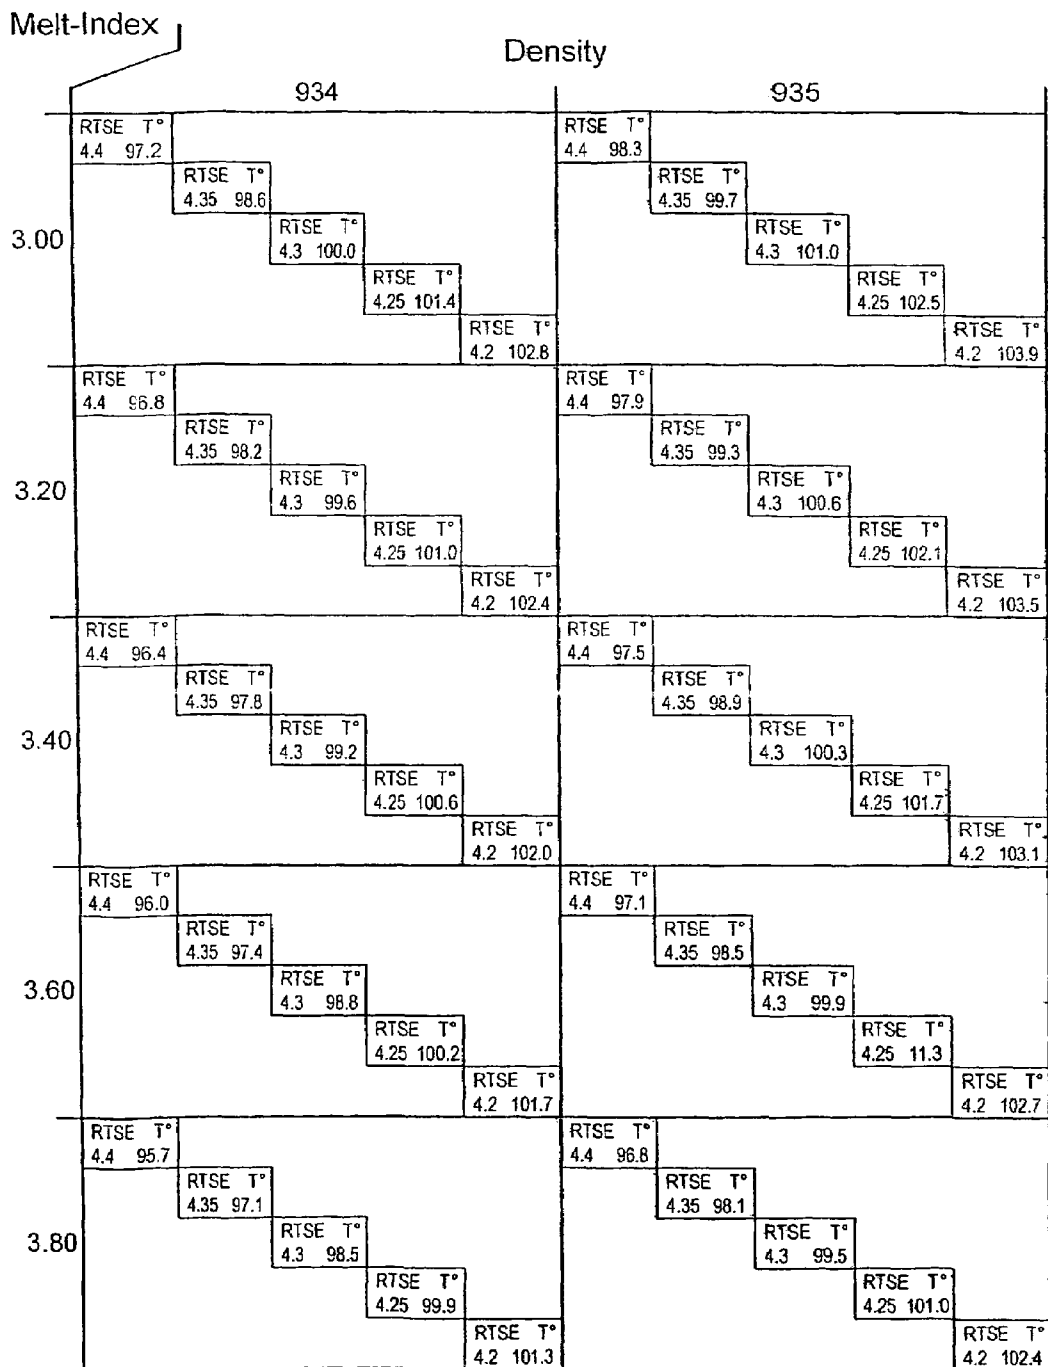 Melt-Index
Density
934 935
RTSE T° RTSE T°
4.4 97.2 4.4 98.3
RTSE T° RTSE T°
4.35 98.6 4.35 99.7
3.00 RTSE T° RTSE T°
4.3 100.0 4.3 101.0
RTSE T° RTSE T°
4.25 101.4 4.25 102.5
RTSE T° RTSE T°
4.2 102.8 4.2 103.9
RTSE T° RTSE T°
4.4 96.8 4.4 97.9
RTSE T° RTSE T°
4.35 98.2 4.35 99.3
3.20 RTSE T° RTSE T°
4.3 99.6 4.3 100.6
RTSE T° RTSE T°
4.25 101.0 4.25 102.1
RTSE T° RTSE T°
4.2 102.4 4.2 103.5
RTSE T° RTSE T°
4.4 96.4 4.4 97.5
RTSE T° RTSE T°
4.35 97.8 4.35 98.9
3.40 RTSE T° RTSE T°
4.3 99.2 4.3 100.3
RTSE T° RTSE T°
4.25 100.6 4.25 101.7
RTSE T° RTSE T°
4.2 102.0 4.2 103.1
RTSE T° RTSE T°
4.4 96.0 4.4 97.1
RTSE T° RTSE T°
4.35 97.4 4.35 98.5
3.60 RTSE T° RTSE T°
4.3 98.8 4.3 99.9
RTSE T° RTSE T°
4.25 100.2 4.25 11.3
RTSE T° RTSE T°
4.2 101.7 4.2 102.7
RTSE T° RTSE T°
4.4 95.7 4.4 96.8
RTSE T° RTSE T°
4.35 97.1 4.35 98.1
3.80 RTSE T° RTSE T°
4.3 98.5 4.3 99.5
RTSE T° RTSE T°
4.25 99.9 4.25 101.0
RTSE T° RTSE T°
4.2 101.3 4.2 102.4